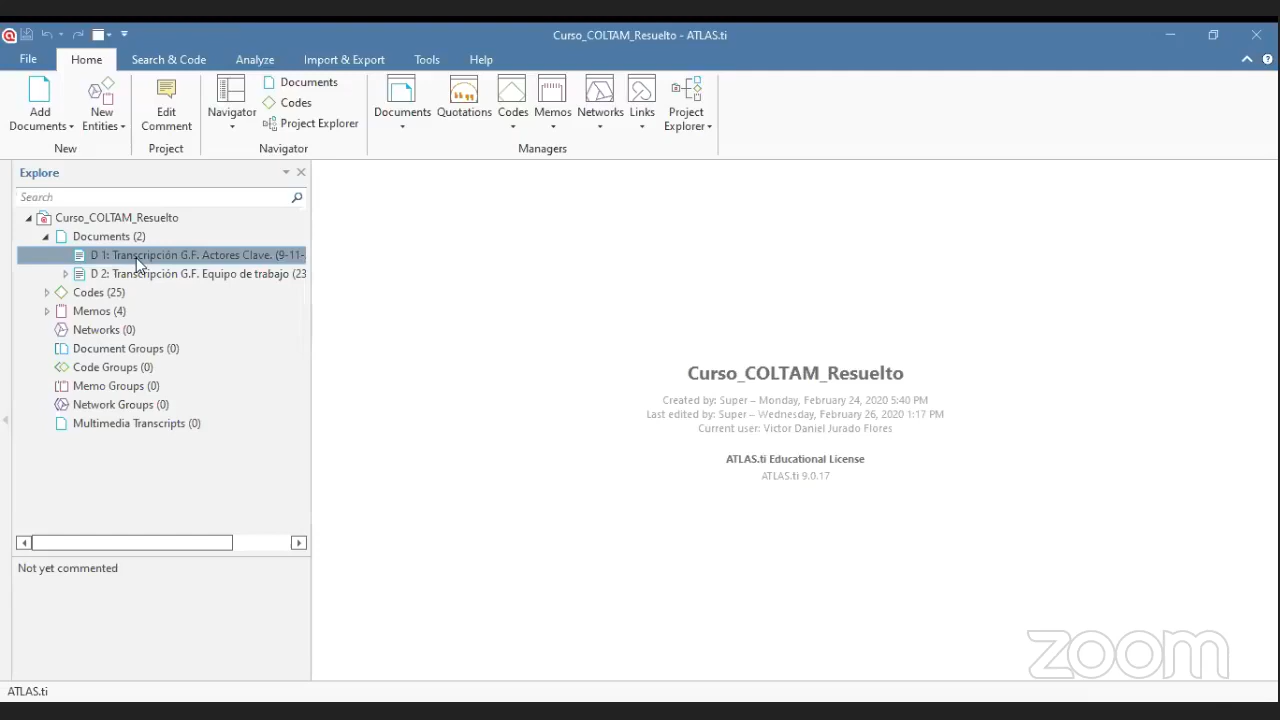 Curso_COLTAM_Resuelto - ATLAS.ti
File Home Search & Code Analyze Import & Export Tools Help
Add Documents
New Entities
New
Edit Comment
Project
Navigator
Documents
Codes
Project Explorer
Navigator
Documents
Quotations
Codes
Memos
Networks
Links
Project Explorer
Managers
Explore
Search
Curso_COLTAM_Resuelto
Documents (2)
D 1: Transcripción G.F. Actores Clave. (9-11-
D 2: Transcripción G.F. Equipo de trabajo (23
Codes (25)
Memos (4)
Networks (0)
Document Groups (0)
Code Groups (0)
Memo Groups (0)
Network Groups (0)
Multimedia Transcripts (0)
Not yet commented
Curso_COLTAM_Resuelto
Created by: Super – Monday, February 24, 2020 5:40 PM
Last edited by: Super – Wednesday, February 26, 2020 1:17 PM
Current user: Victor Daniel Jurado Flores
ATLAS.ti Educational License
ATLAS.ti 9.0.17
zoom
ATLAS.ti